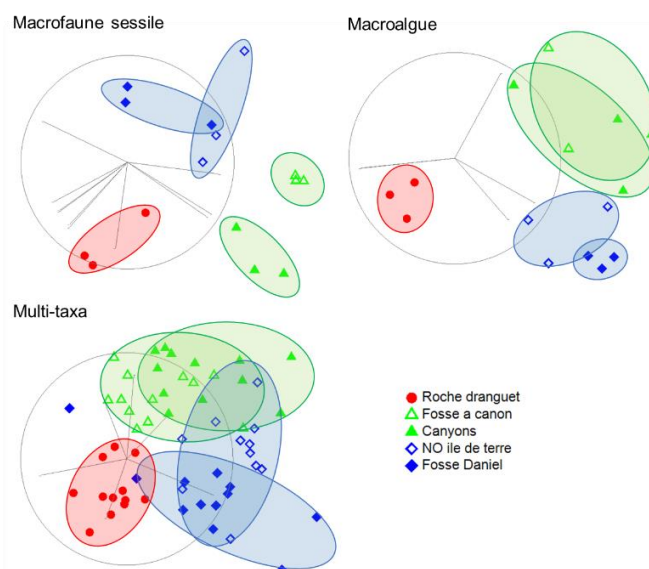 Macrofaune sessile
Macroalgue
Multi-taxa
Roche dranguet
Fosse a canon
Canyons
NO ile de terre
Fosse Daniel